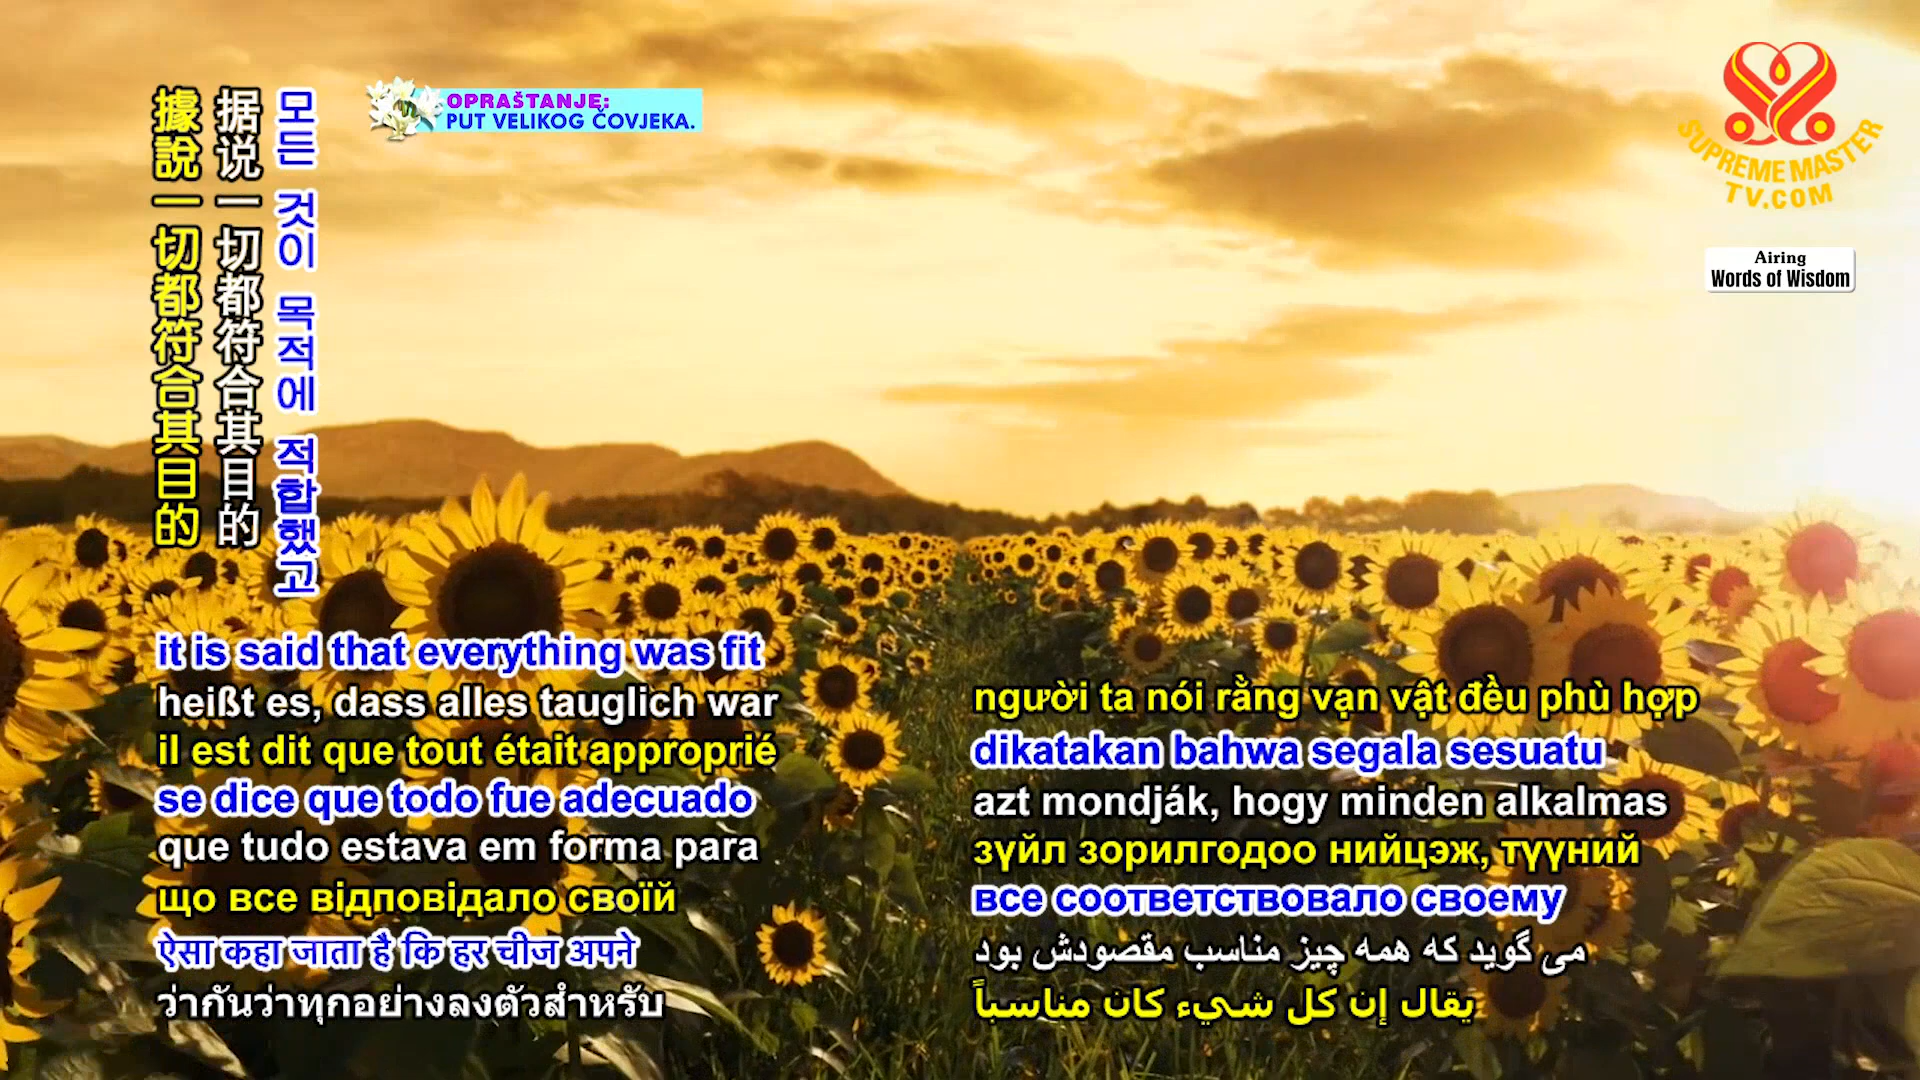 據說一切都符合其目的
据说一切都符合其目的
모든 것이 목적에 적합했고
OPRAŠTANJE:
PUT VELIKOG ČOVJEKA.
SUPREME MASTER
TV.COM
Airing
Words of Wisdom
it is said that everything was fit
heißt es, dass alles tauglich war
il est dit que tout était approprié
se dice que todo fue adecuado
que tudo estava em forma para
що все відповідало своїй
ऐसा कहा जाता है कि हर चीज अपने
ว่ากันว่าทุกอย่างลงตัวสำหรับ
người ta nói rằng vạn vật đều phù hợp
dikatakan bahwa segala sesuatu
azt mondják, hogy minden alkalmas
зүйл зорилгодоо нийцэж, түүний
все соответствовало своему
می گوید که همه چیز مناسب مقصودش بود
يقال إن كل شيء كان مناسباً